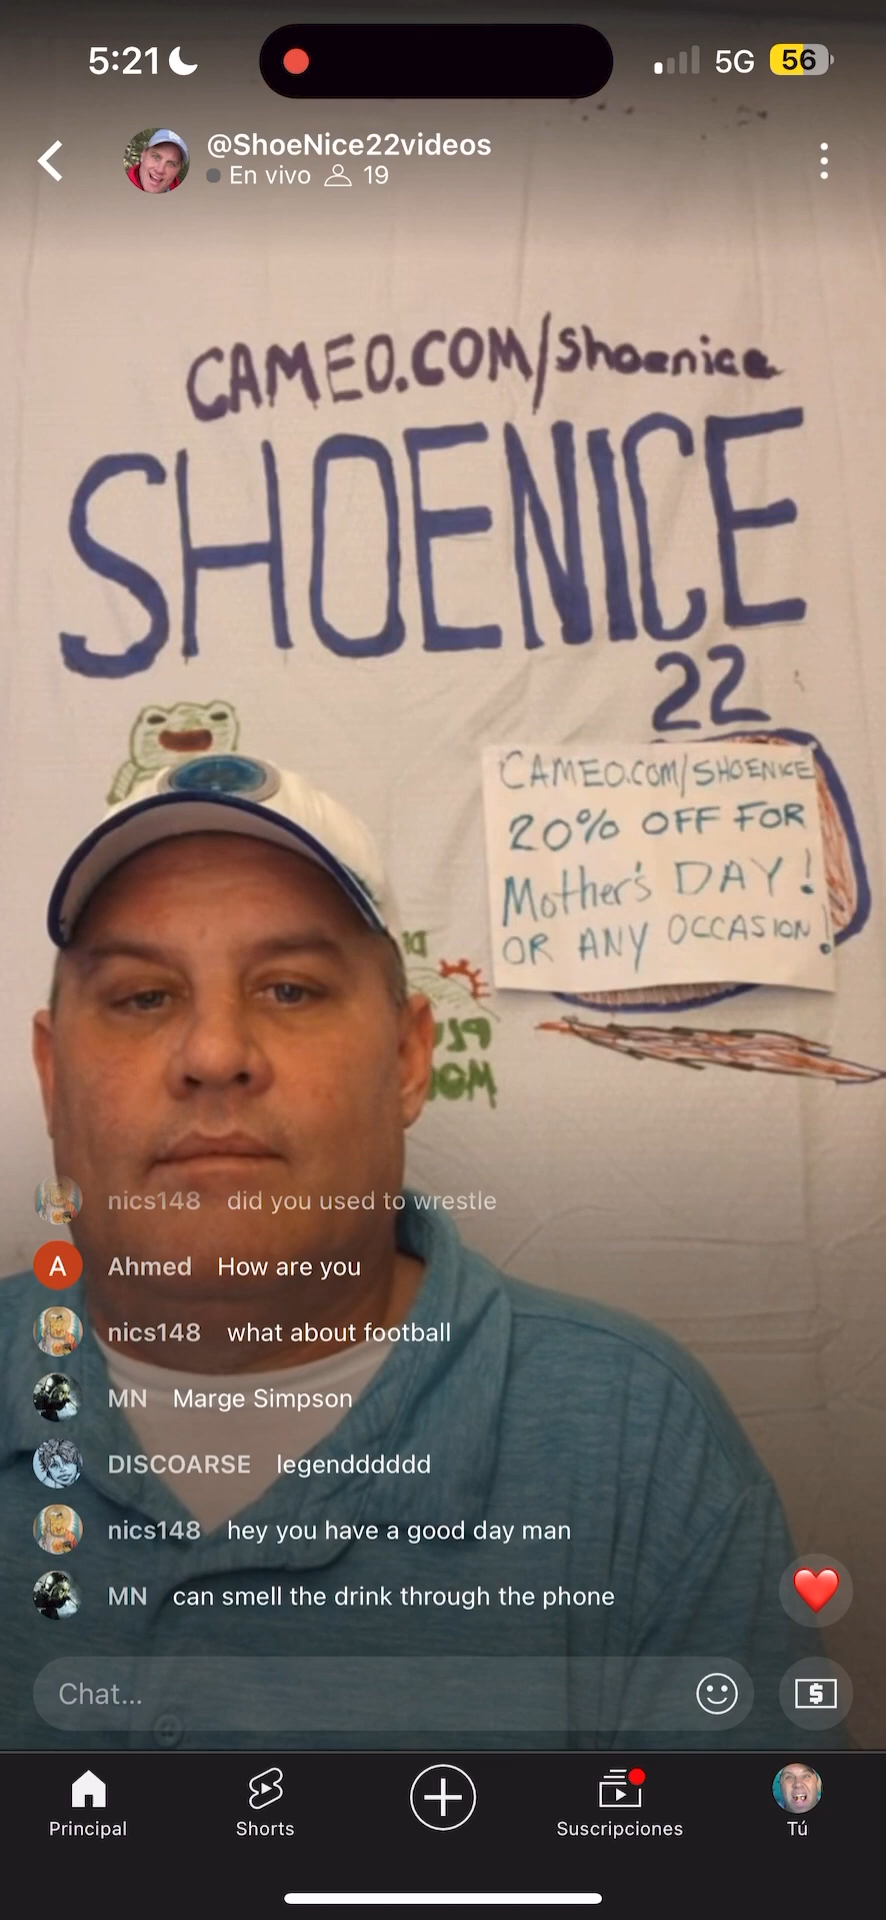 5:21
5G
56
@ShoeNice22videos
En vivo 19
CAMEO.COM/shoenice
SHOENICE
22
CAMEO.COM/SHOENICE
20% OFF FOR
Mother's DAY!
OR ANY OCCASION!
nics148 did you used to wrestle
A Ahmed How are you
nics148 what about football
MN Marge Simpson
DISCOARSE legendddddd
nics148 hey you have a good day man
MN can smell the drink through the phone
Chat...
$
Principal
Shorts
Suscripciones
Tú